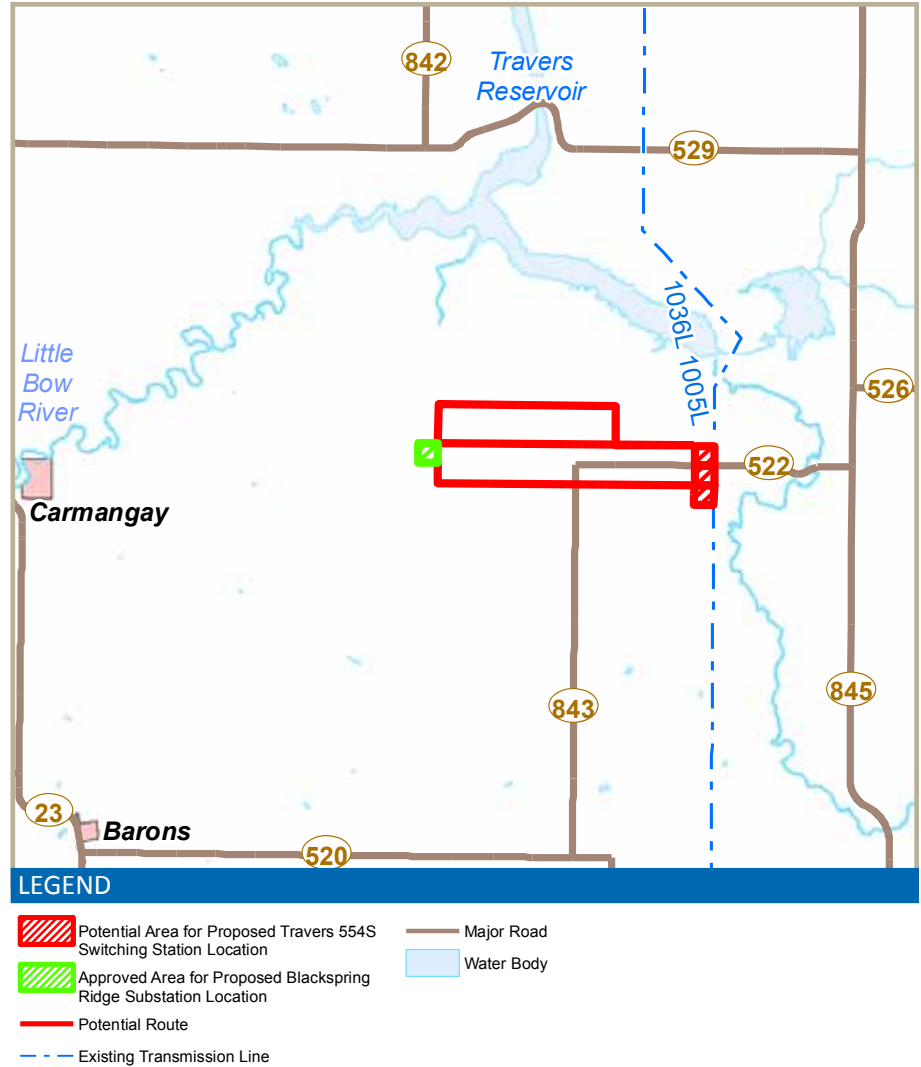 842
Travers
Reservoir
529
1036L 1005L
Little
Bow
River
526
522
Carmangay
843
845
23
Barons
520
LEGEND
Potential Area for Proposed Travers 554S
Switching Station Location
Approved Area for Proposed Blackspring
Ridge Substation Location
Potential Route
Existing Transmission Line
Major Road
Water Body